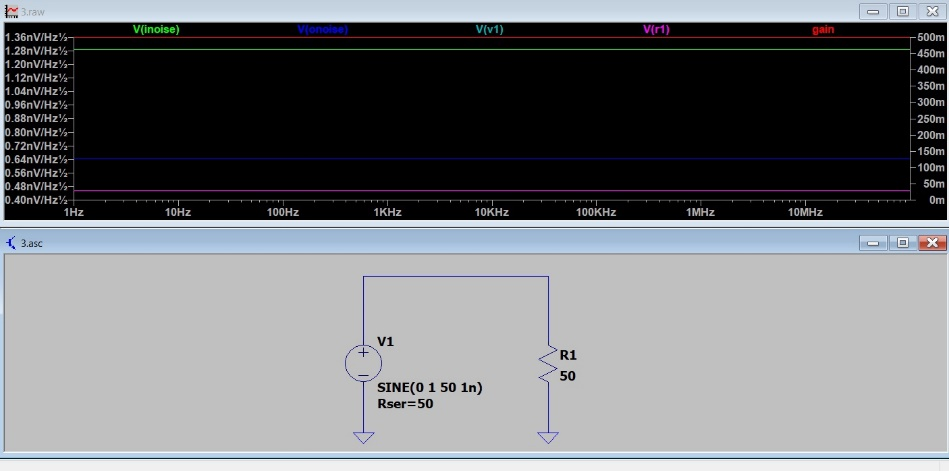 3.raw
V(inoise) V(onoise) V(v1) V(r1) gain
1.36nV/Hz½ 500m
1.28nV/Hz½ 450m
1.20nV/Hz½ 400m
1.12nV/Hz½ 350m
1.04nV/Hz½ 300m
0.96nV/Hz½ 250m
0.88nV/Hz½ 200m
0.80nV/Hz½ 150m
0.72nV/Hz½ 100m
0.64nV/Hz½ 50m
0.56nV/Hz½ 0m
0.48nV/Hz½
0.40nV/Hz½
1Hz 10Hz 100Hz 1KHz 10KHz 100KHz 1MHz 10MHz
3.asc
V1
R1
50
SINE(0 1 50 1n)
Rser=50